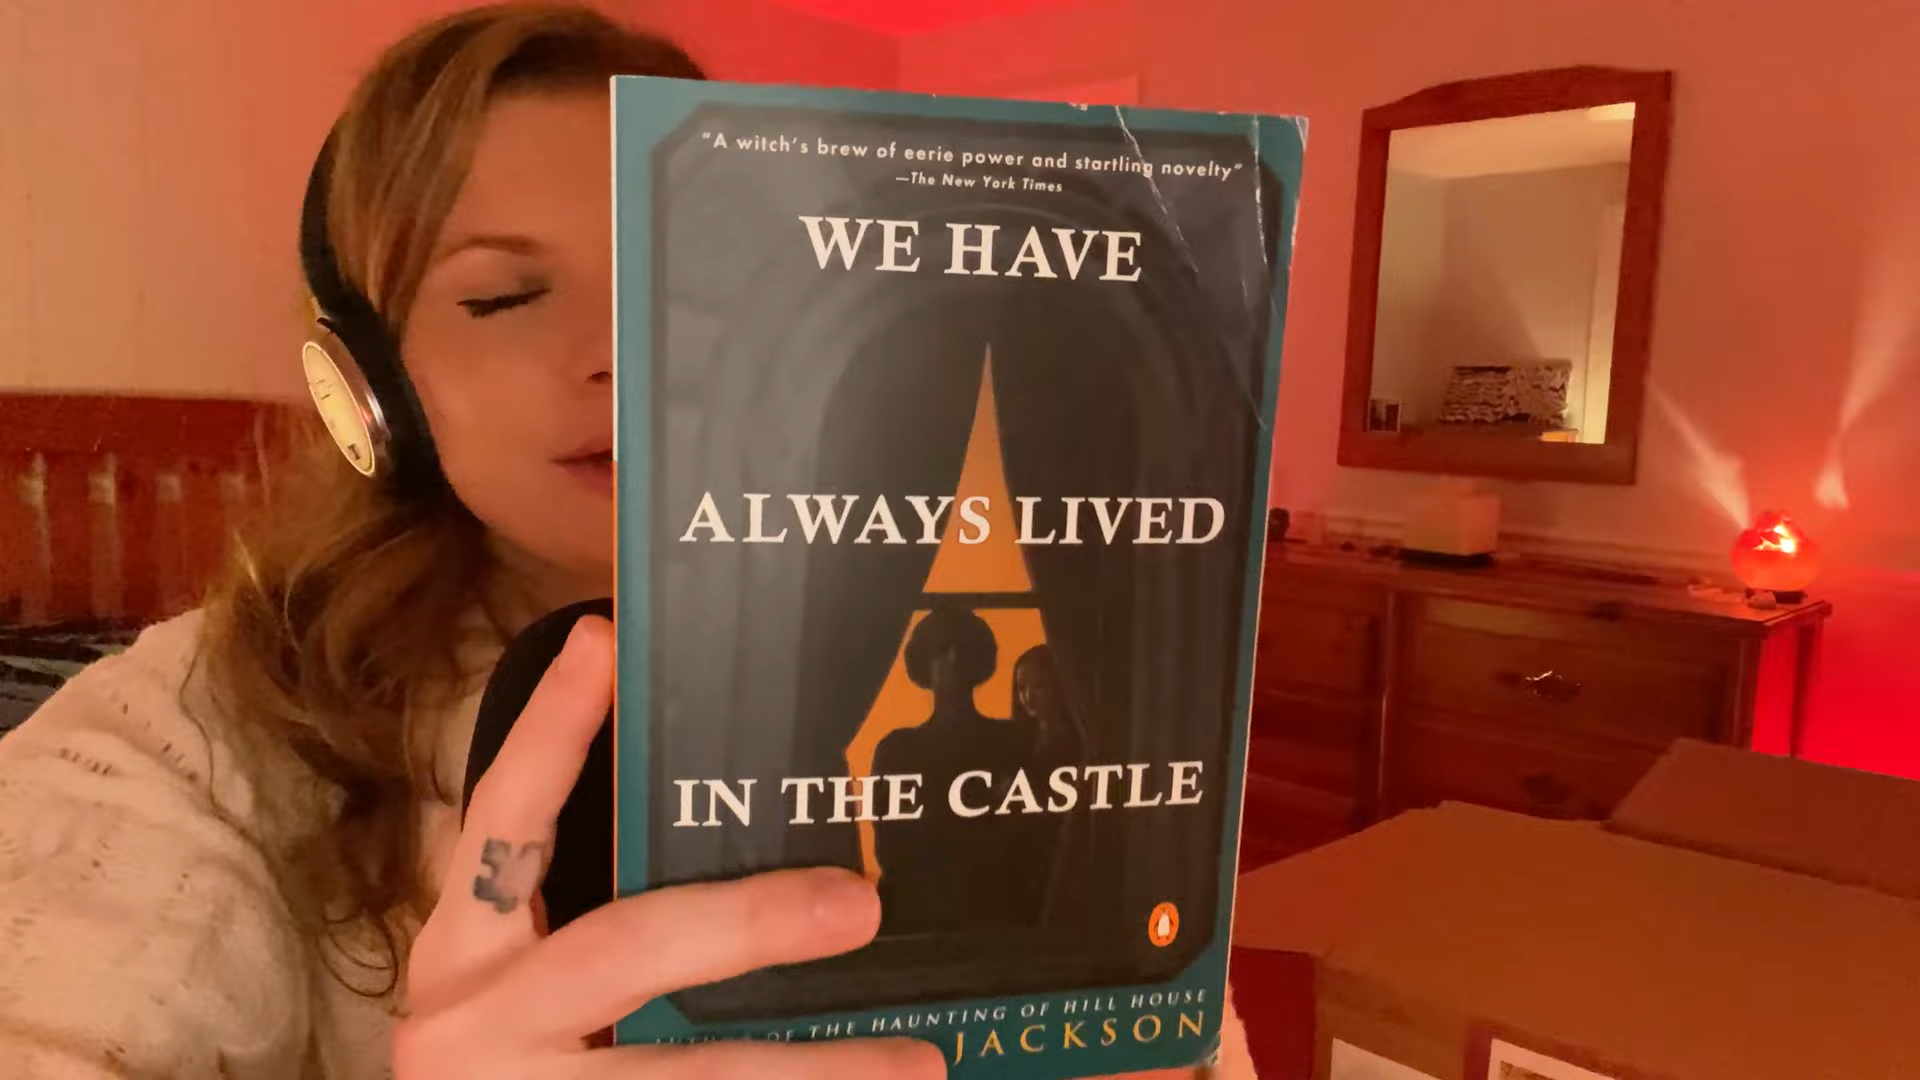 "A witch's brew of eerie power and startling novelty"
—The New York Times
WE HAVE
ALWAYS LIVED
IN THE CASTLE
OF THE HAUNTING OF HILL HOUSE
JACKSON